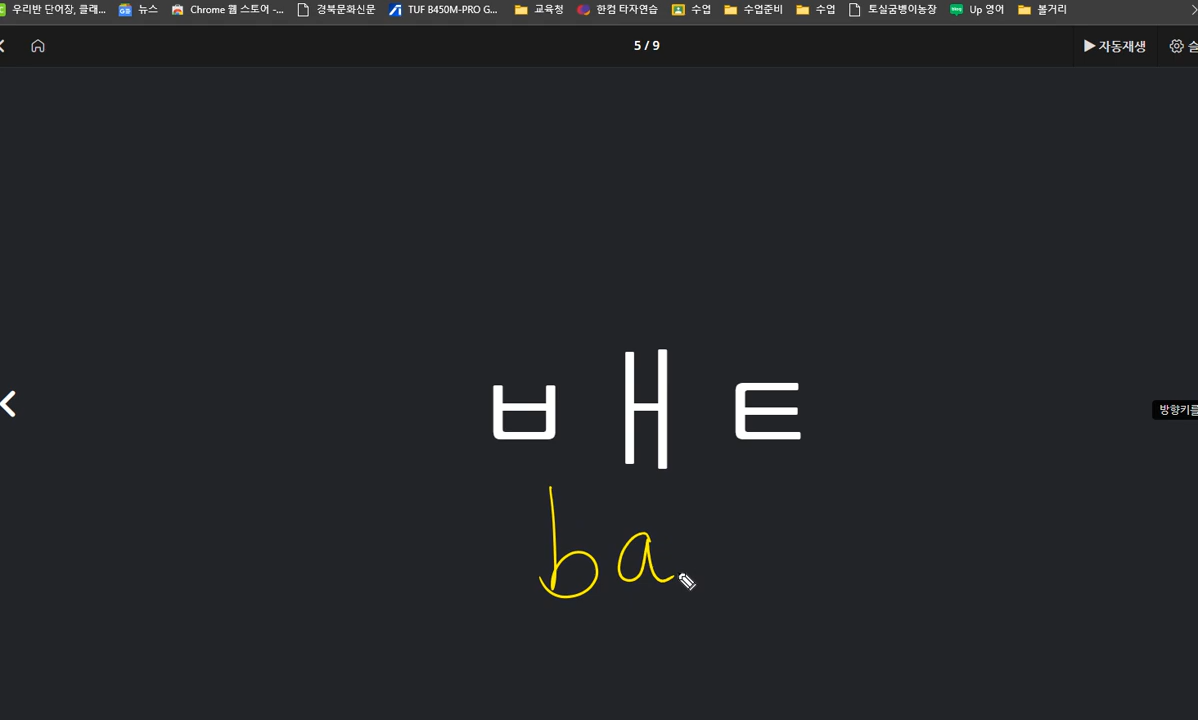 우리반 단어장, 클래... 뉴스 Chrome 웹 스토어 -... 경북문화신문 TUF B450M-PRO G... 교육청 한컴 타자연습 수업 수업준비 수업 토실굼벵이농장 Up 영어 볼거리
5 / 9 자동재생 슬
ㅂ ㅐ ㅌ
방향키를
ba